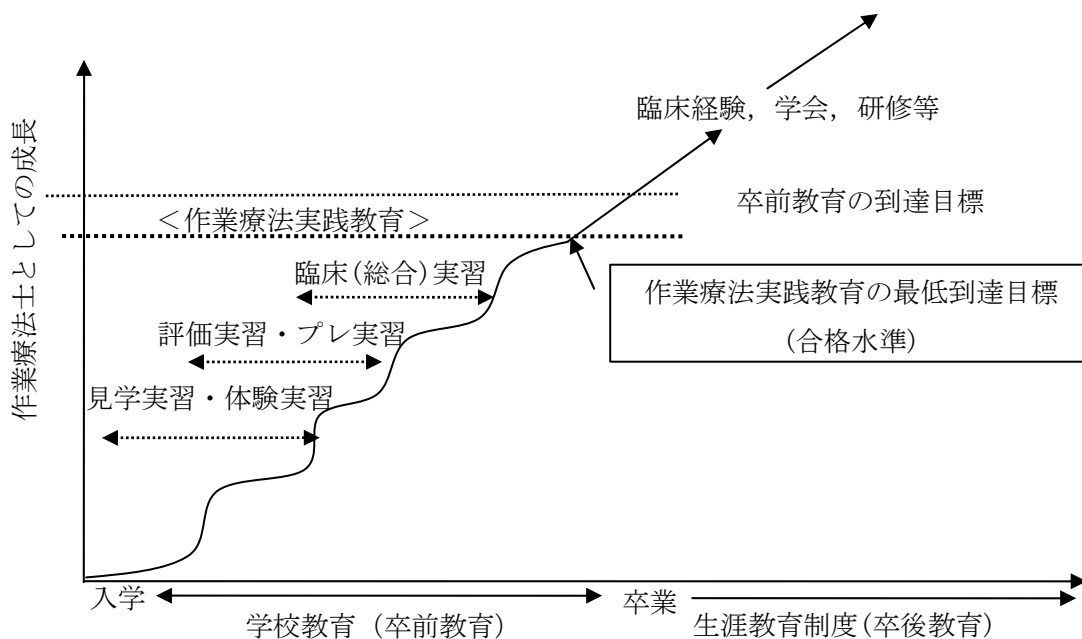 臨床経験，学会，研修等
卒前教育の到達目標
＜作業療法実践教育＞
臨床(総合)実習
作業療法実践教育の最低到達目標
(合格水準)
評価実習・プレ実習
見学実習・体験実習
作業療法士としての成長
入学
卒業
学校教育（卒前教育）
生涯教育制度(卒後教育)